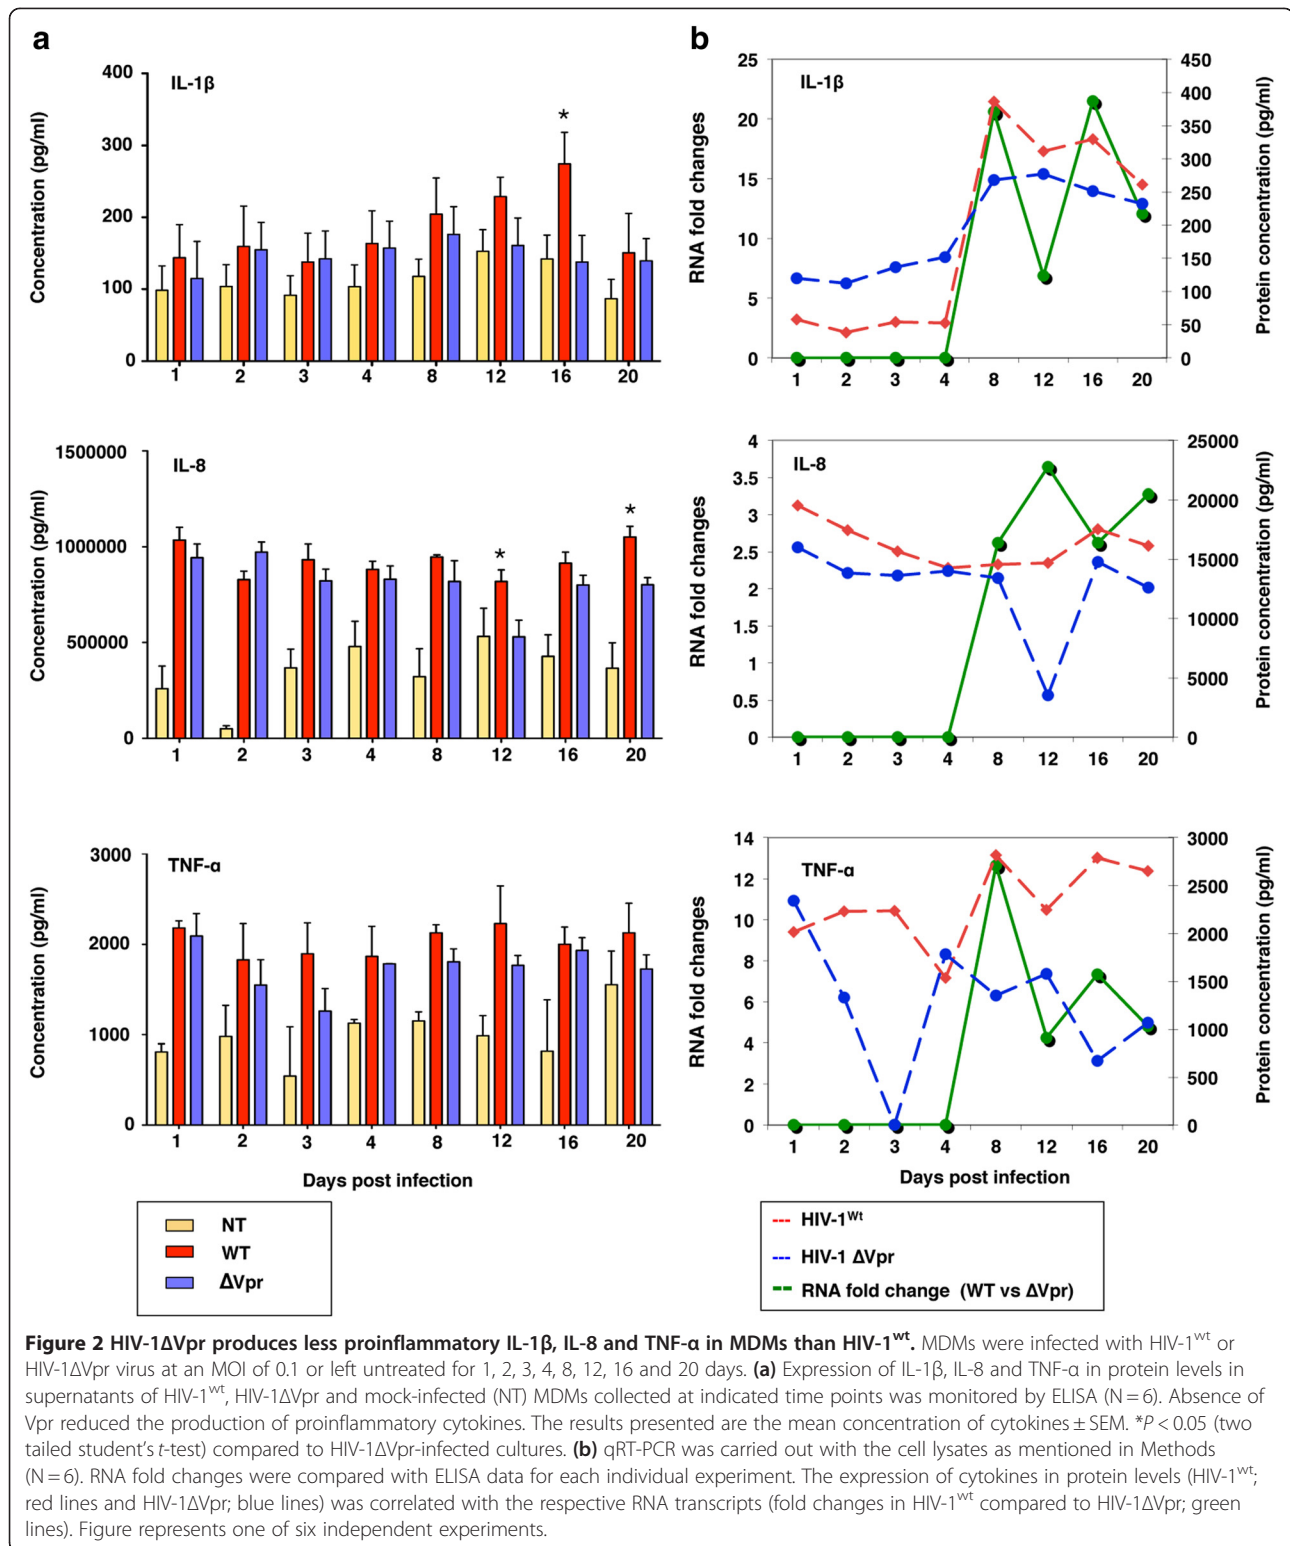 a
400
300
200
100
0
Concentration (pg/ml)
IL-1β
*
1 2 3 4 8 12 16 20
1500000
1000000
500000
0
Concentration (pg/ml)
IL-8
* *
1 2 3 4 8 12 16 20
3000
2000
1000
0
Concentration (pg/ml)
TNF-α
1 2 3 4 8 12 16 20
Days post infection
NT
WT
ΔVpr
b
25
20
15
10
5
0
RNA fold changes
IL-1β
450
400
350
300
250
200
150
100
50
0
Protein concentration (pg/ml)
1 2 3 4 8 12 16 20
4
3.5
3
2.5
2
1.5
1
0.5
0
RNA fold changes
IL-8
25000
20000
15000
10000
5000
0
Protein concentration (pg/ml)
1 2 3 4 8 12 16 20
14
12
10
8
6
4
2
0
RNA fold changes
TNF-α
3000
2500
2000
1500
1000
500
0
Protein concentration (pg/ml)
1 2 3 4 8 12 16 20
Days post infection
HIV-1Wt
HIV-1 ΔVpr
RNA fold change (WT vs ΔVpr)
Figure 2 HIV-1ΔVpr produces less proinflammatory IL-1β, IL-8 and TNF-α in MDMs than HIV-1wt. MDMs were infected with HIV-1wt or
HIV-1ΔVpr virus at an MOI of 0.1 or left untreated for 1, 2, 3, 4, 8, 12, 16 and 20 days. (a) Expression of IL-1β, IL-8 and TNF-α in protein levels in
supernatants of HIV-1wt, HIV-1ΔVpr and mock-infected (NT) MDMs collected at indicated time points was monitored by ELISA (N = 6). Absence of
Vpr reduced the production of proinflammatory cytokines. The results presented are the mean concentration of cytokines ± SEM. *P < 0.05 (two
tailed student's t-test) compared to HIV-1ΔVpr-infected cultures. (b) qRT-PCR was carried out with the cell lysates as mentioned in Methods
(N = 6). RNA fold changes were compared with ELISA data for each individual experiment. The expression of cytokines in protein levels (HIV-1wt;
red lines and HIV-1ΔVpr; blue lines) was correlated with the respective RNA transcripts (fold changes in HIV-1wt compared to HIV-1ΔVpr; green
lines). Figure represents one of six independent experiments.